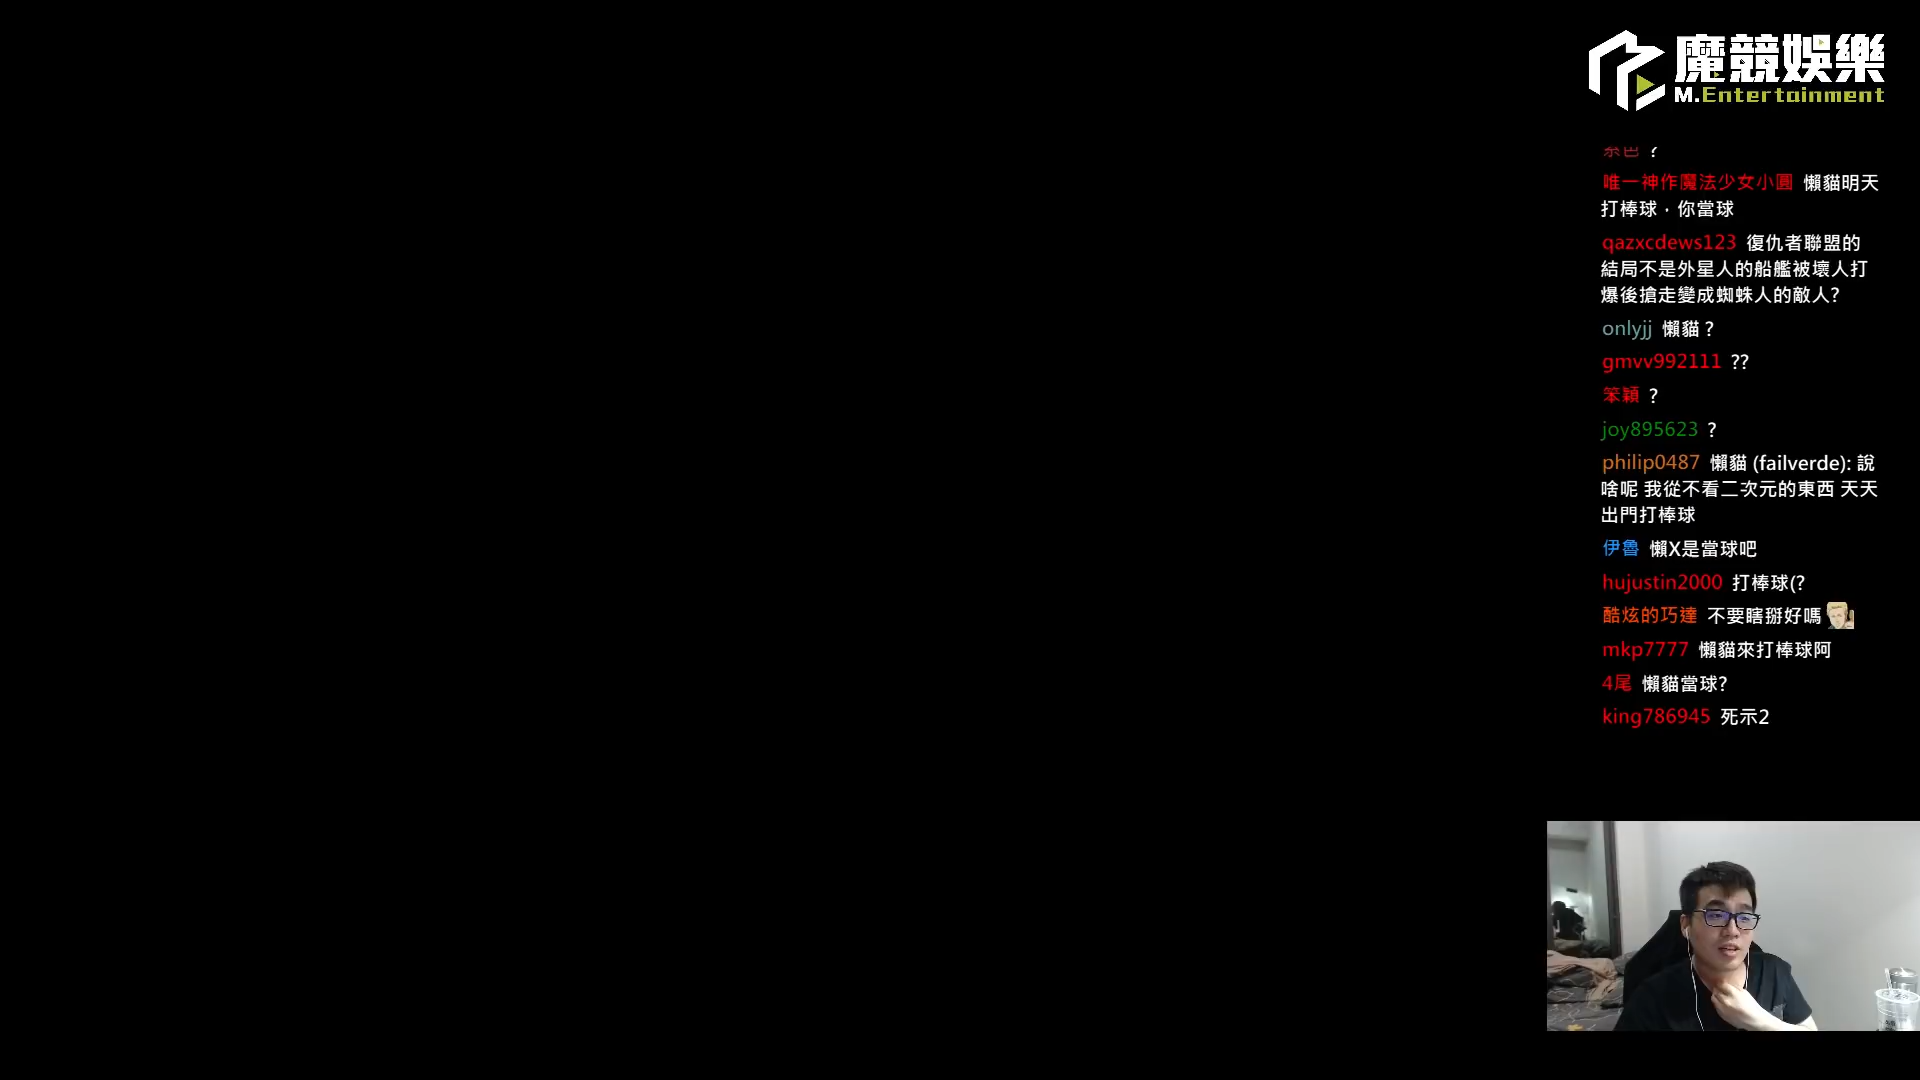 魔競娛樂
M.Entertainment
?
唯一神作魔法少女小圓 懶貓明天
打棒球，你當球
qazxcdews123 復仇者聯盟的
結局不是外星人的船艦被壞人打
爆後搶走變成蜘蛛人的敵人?
onlyjj 懶貓 ?
gmvv992111 ??
笨穎 ?
joy895623 ?
philip0487 懶貓 (failverde): 說
啥呢 我從不看二次元的東西 天天
出門打棒球
伊魯 懶X是當球吧
hujustin2000 打棒球(?
酷炫的巧達 不要瞎掰好嗎
mkp7777 懶貓來打棒球阿
4尾 懶貓當球?
king786945 死示2